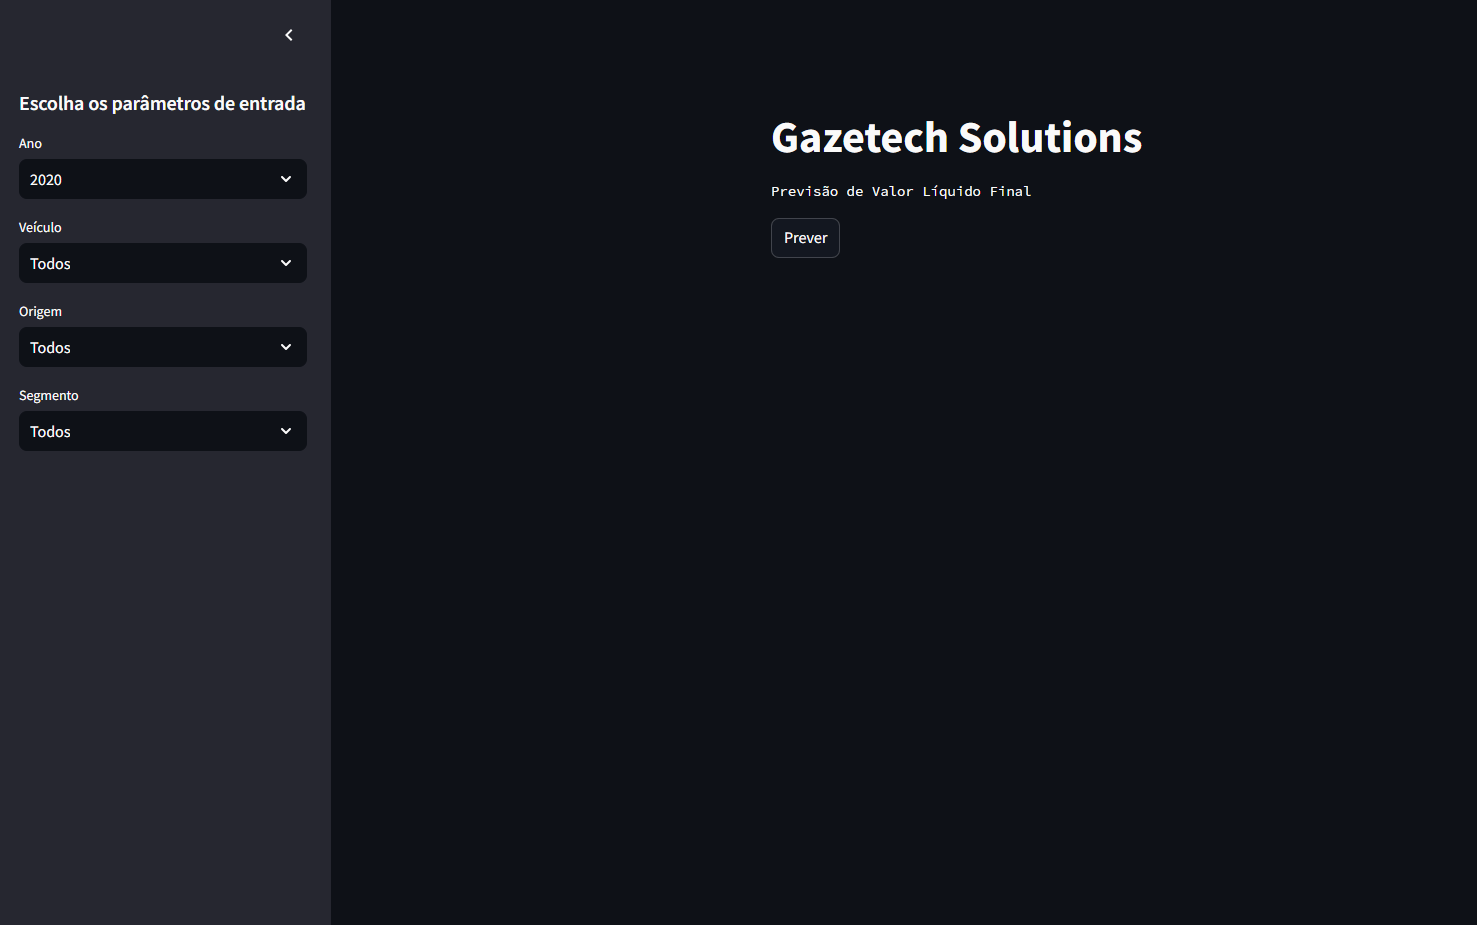 Escolha os parâmetros de entrada
Ano
2020
Veículo
Todos
Origem
Todos
Segmento
Todos
Gazetech Solutions
Previsão de Valor Líquido Final
Prever